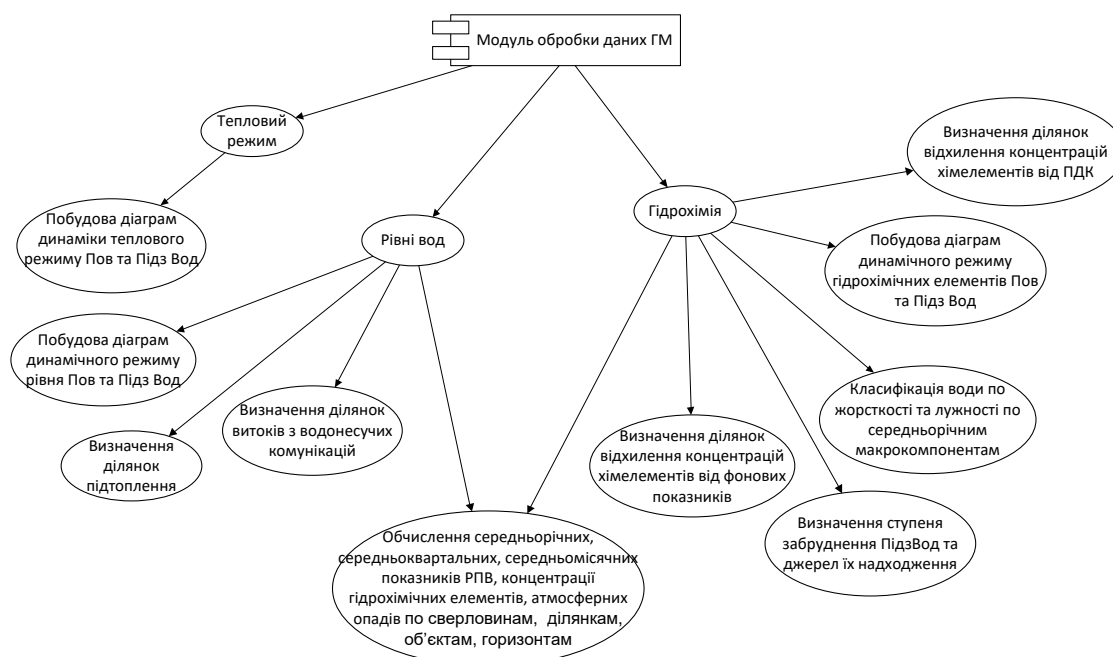 Модуль обробки даних ГМ
Тепловий
режим
Визначення ділянок
відхилення концентрацій
хімелементів від ПДК
Побудова діаграм
динаміки теплового
режиму Пов та Підз Вод
Рівні вод
Гідрохімія
Побудова діаграм
динамічного режиму
гідрохімічних елементів Пов
та Підз Вод
Побудова діаграм
динамічного режиму
рівня Пов та Підз Вод
Визначення ділянок
витоків з водонесучих
комунікацій
Класифікація води по
жорсткості та лужності по
середньорічним
макрокомпонентам
Визначення
ділянок
підтоплення
Визначення ділянок
відхилення концентрацій
хімелементів від фонових
показників
Визначення ступеня
забруднення ПідзВод та
джерел їх надходження
Обчислення середньорічних,
середньоквартальних, середньомісячних
показників РПВ, концентрації
гідрохімічних елементів, атмосферних
опадів по сверловинам, ділянкам,
об’єктам, горизонтам